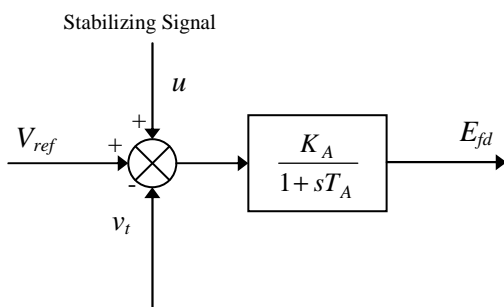 Stabilizing Signal
+
u
V_ref
+
-
v_t
K_A
1 + sT_A
E_fd